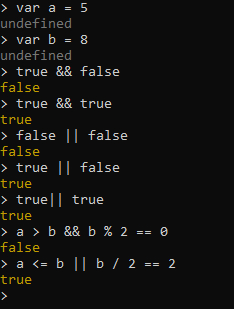 > var a = 5
undefined
> var b = 8
undefined
> true && false
false
> true && true
true
> false || false
false
> true || false
true
> true|| true
true
> a > b && b % 2 == 0
false
> a <= b || b / 2 == 2
true
>